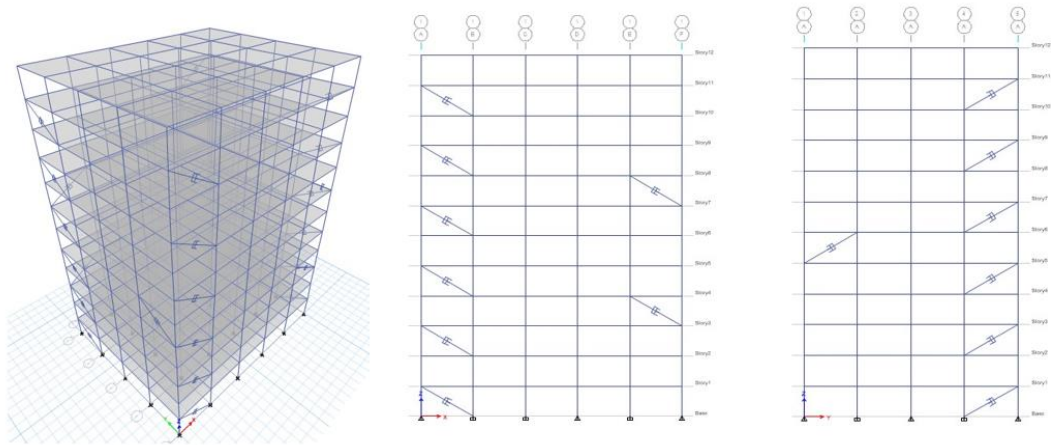 1 1 1 1 1 1
A B C D E F
Story12
Story11
Story10
Story9
Story8
Story7
Story6
Story5
Story4
Story3
Story2
Story1
Base
Z
X
1 2 3 4 5
A A A A A
Story12
Story11
Story10
Story9
Story8
Story7
Story6
Story5
Story4
Story3
Story2
Story1
Base
Z
Y